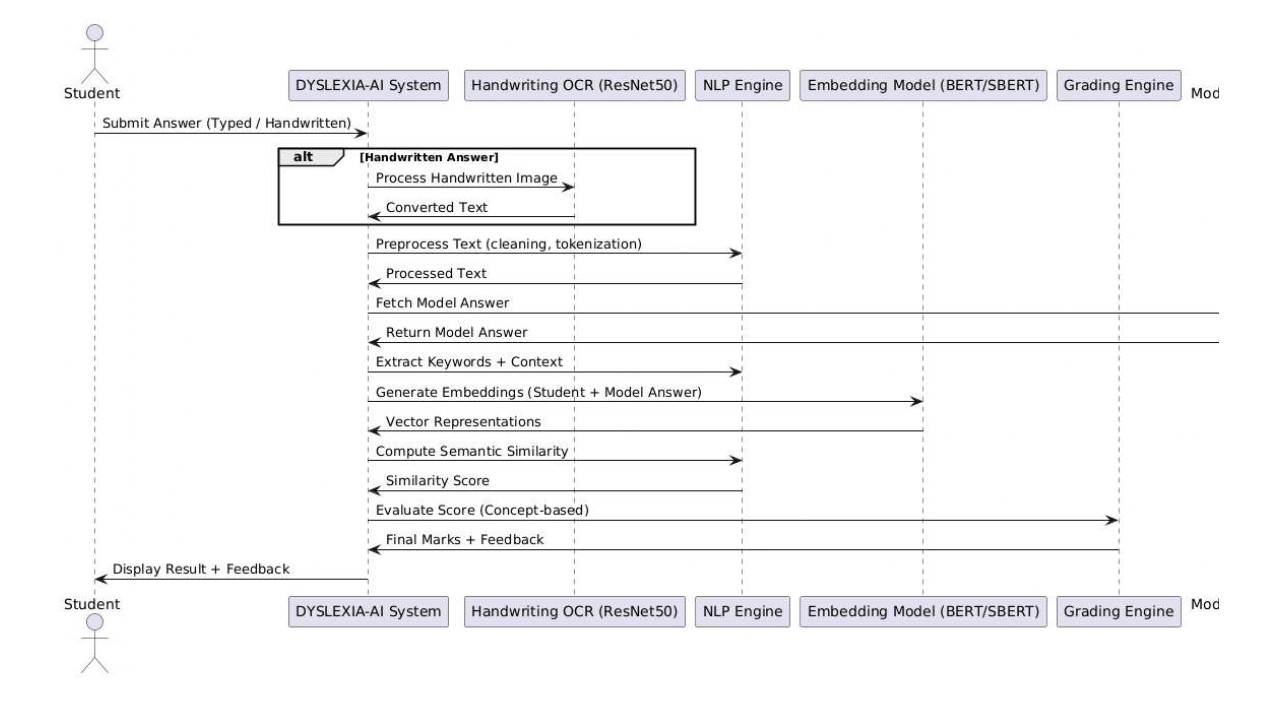 Student
DYSLEXIA-AI System
Handwriting OCR (ResNet50)
NLP Engine
Embedding Model (BERT/SBERT)
Grading Engine
Mod
Submit Answer (Typed / Handwritten)
alt
[Handwritten Answer]
Process Handwritten Image
Converted Text
Preprocess Text (cleaning, tokenization)
Processed Text
Fetch Model Answer
Return Model Answer
Extract Keywords + Context
Generate Embeddings (Student + Model Answer)
Vector Representations
Compute Semantic Similarity
Similarity Score
Evaluate Score (Concept-based)
Final Marks + Feedback
Display Result + Feedback
Student
DYSLEXIA-AI System
Handwriting OCR (ResNet50)
NLP Engine
Embedding Model (BERT/SBERT)
Grading Engine
Mod